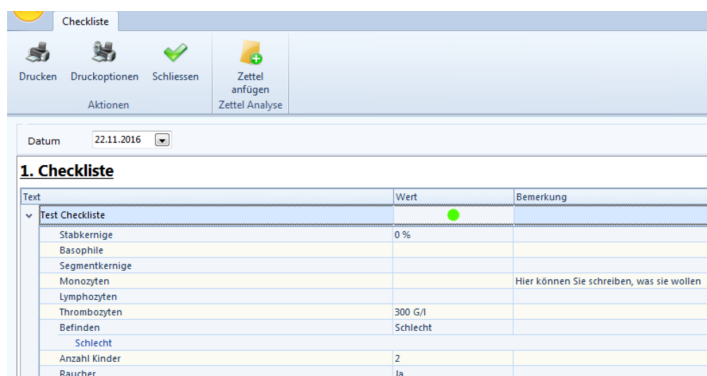 Checkliste
Drucken Druckoptionen Schliessen Zettel anfügen
Aktionen Zettel Analyse
Datum 22.11.2016
1. Checkliste
Text Wert Bemerkung
Test Checkliste
Stabkernige 0 %
Basophile
Segmentkernige
Monozyten Hier können Sie schreiben, was sie wollen
Lymphozyten
Thrombozyten 300 G/l
Befinden Schlecht
Schlecht
Anzahl Kinder 2
Raucher Ja